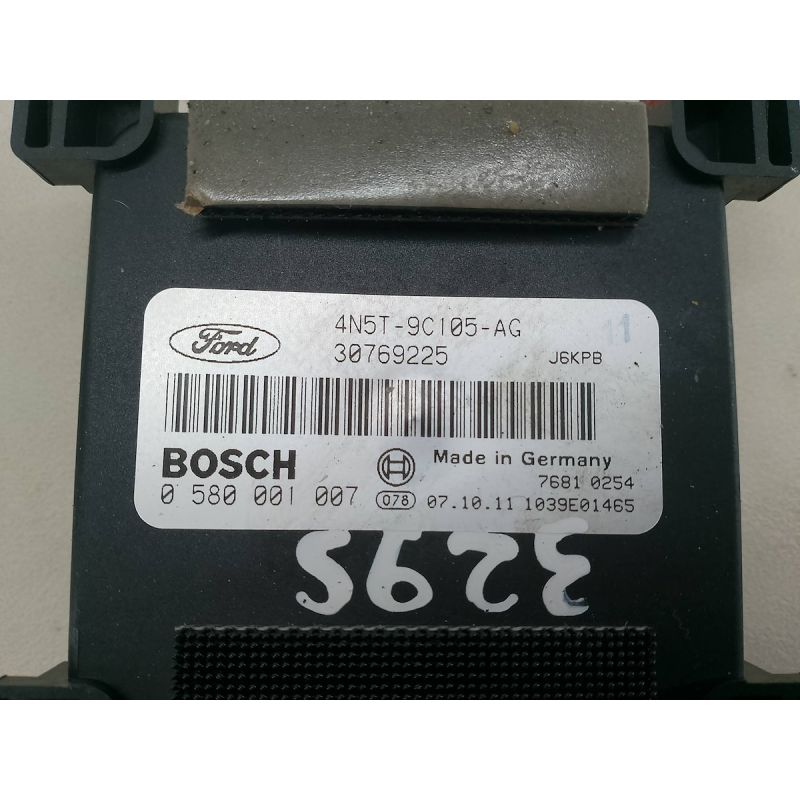 Ford
4N5T-9C105-AG
11
30769225
J6KPB
BOSCH
Made in Germany
7681 0254
0 580 001 007
078
07.10.11 1039E01465